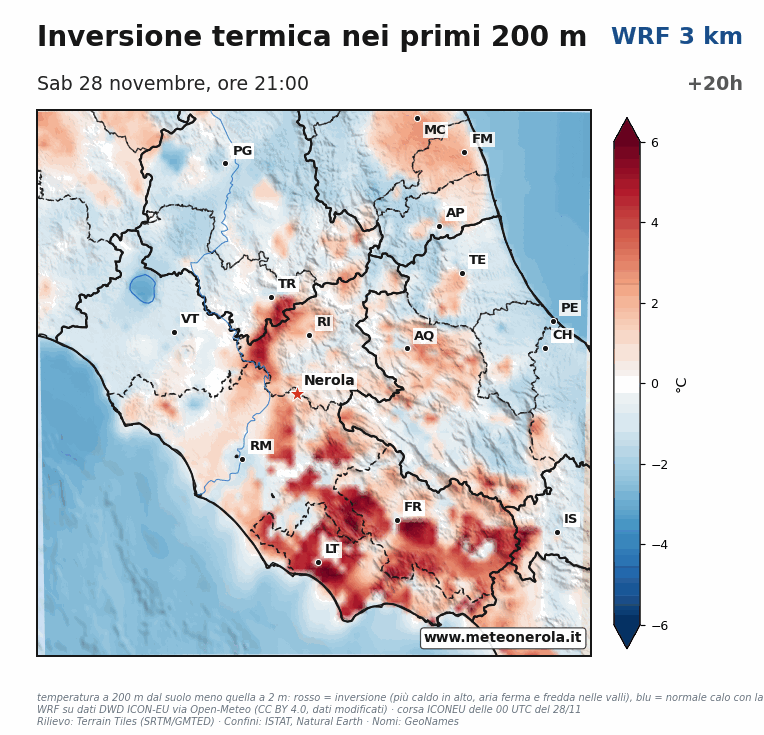 Inversione termica nei primi 200 m WRF 3 km
Sab 28 novembre, ore 21:00 +20h
MC
FM
PG
AP
TE
TR
PE
VT
RI
AQ
CH
Nerola
RM
FR
IS
LT
www.meteonerola.it
6
4
2
0
−2
−4
−6
°C
temperatura a 200 m dal suolo meno quella a 2 m: rosso = inversione (più caldo in alto, aria ferma e fredda nelle valli), blu = normale calo con la
WRF su dati DWD ICON-EU via Open-Meteo (CC BY 4.0, dati modificati) · corsa ICONEU delle 00 UTC del 28/11
Rilievo: Terrain Tiles (SRTM/GMTED) · Confini: ISTAT, Natural Earth · Nomi: GeoNames